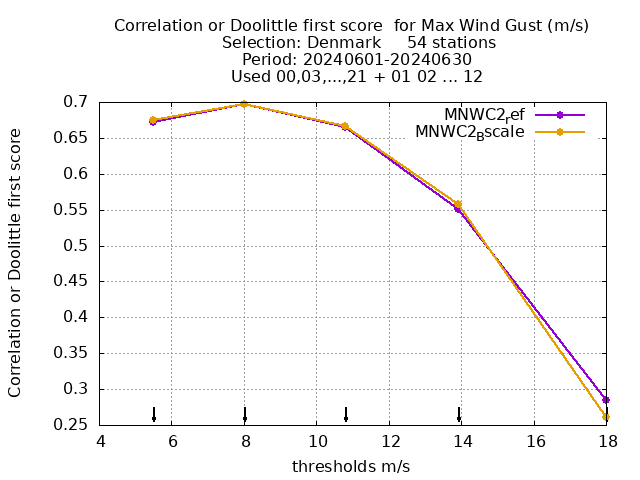 Correlation or Doolittle first score  for Max Wind Gust (m/s)
Selection: Denmark     54 stations
Period: 20240601-20240630
Used 00,03,...,21 + 01 02 ... 12
Correlation or Doolittle first score
0.7
0.65
0.6
0.55
0.5
0.45
0.4
0.35
0.3
0.25
MNWC2_ref
MNWC2_Bscale
4 6 8 10 12 14 16 18
thresholds m/s